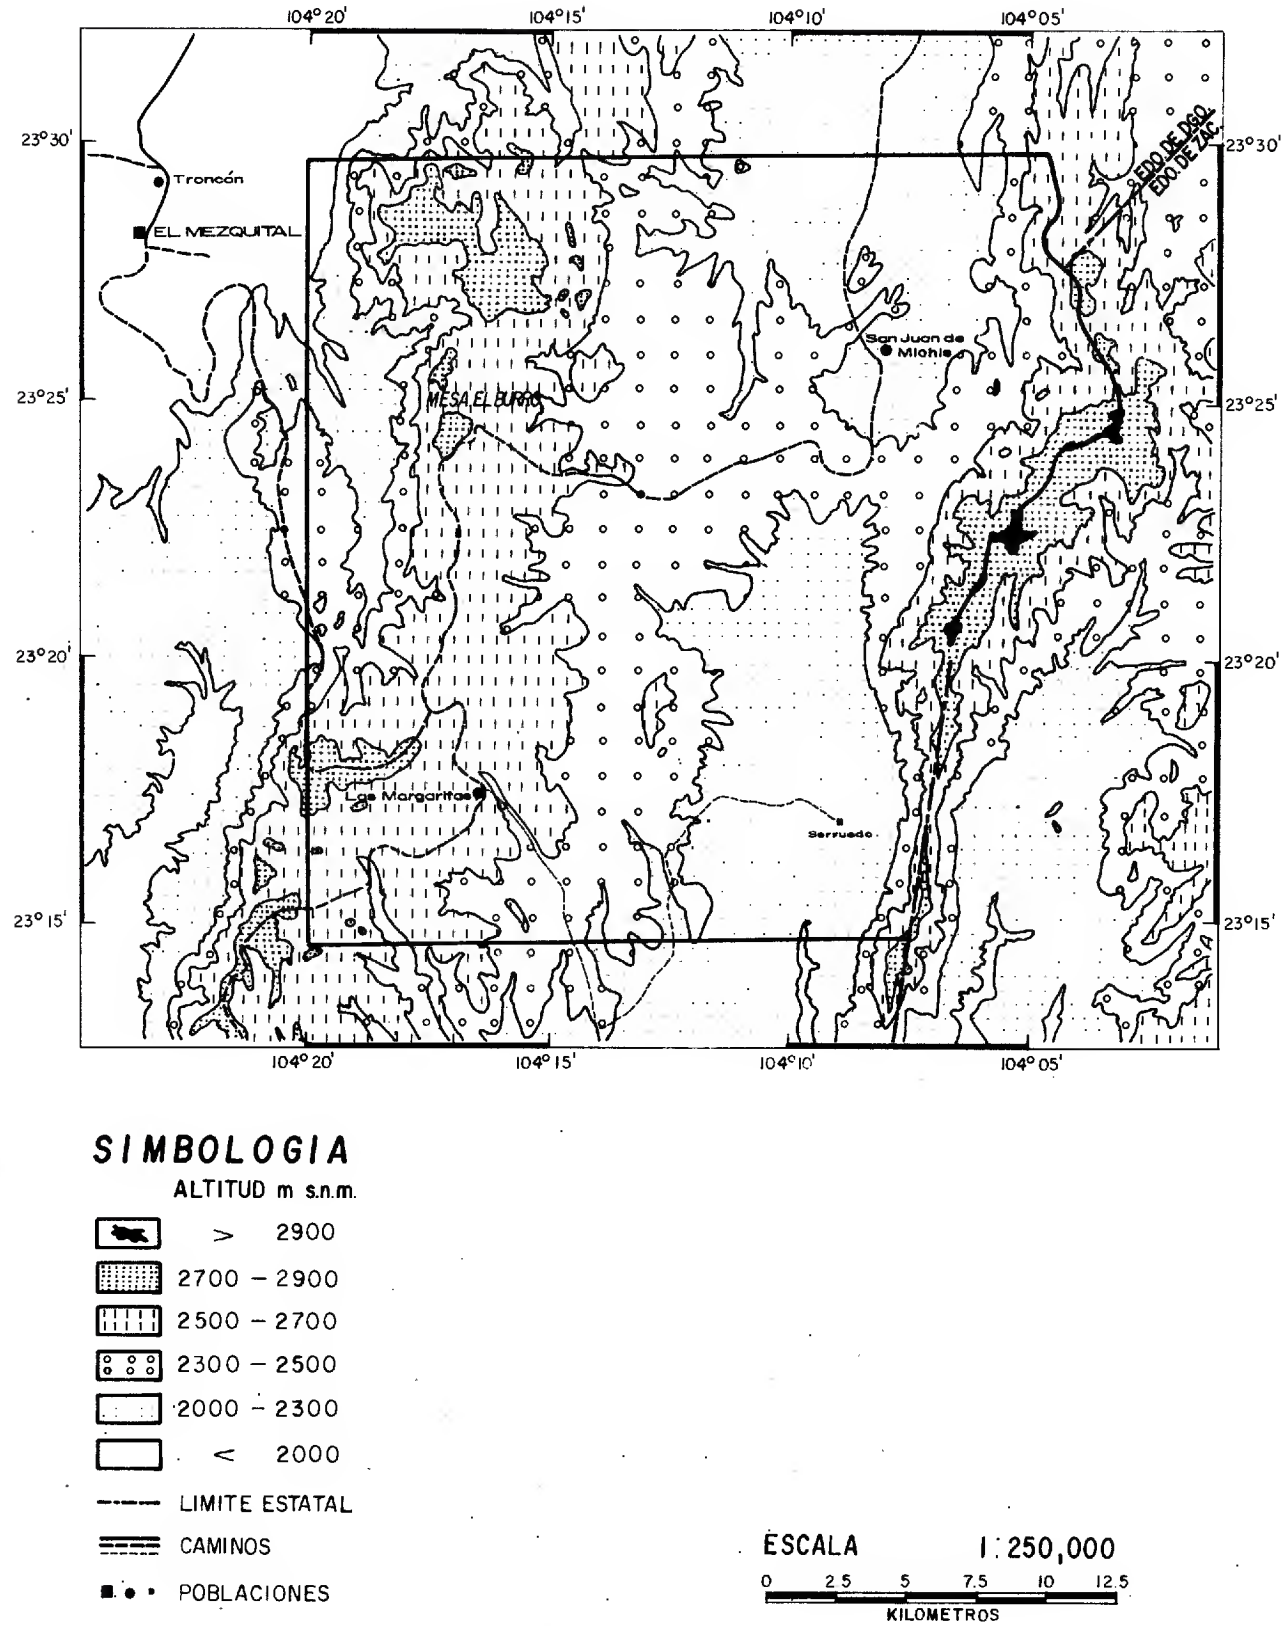 104°20' 104°15' 104°10' 104°05'
23°30' 23°30'
EDO. DE DGO.
EDO. DE ZAC.
Troncón
EL MEZQUITAL
San Juan de
Michis
23°25' 23°25'
MESA EL BURRO
23°20' 23°20'
Las Margaritas
Serruedo
23°15' 23°15'
A
104°20' 104°15' 104°10' 104°05'
SIMBOLOGIA
ALTITUD m s.n.m.
> 2900
2700 - 2900
2500 - 2700
2300 - 2500
2000 - 2300
< 2000
LIMITE ESTATAL
CAMINOS
POBLACIONES
ESCALA 1:250,000
0 2.5 5 7.5 10 12.5
KILOMETROS